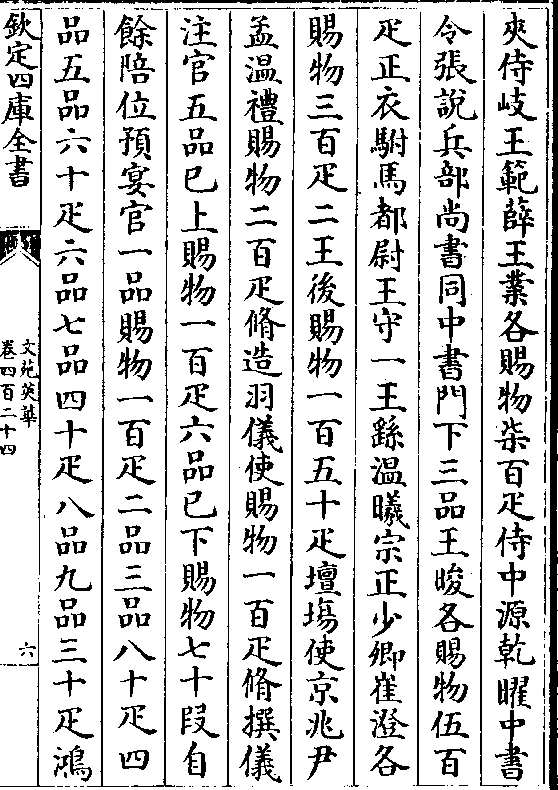 夾侍岐王範薛王業各賜物柒百疋侍中源乾曜中書
令張説兵部尚書同中書門下三品王晙各賜物伍百
疋正衣駙馬都尉王守一王繇温曦宗正少卿崔澄各
賜物三百疋二王後賜物一百五十疋壇塲使京兆尹
孟温禮賜物二百疋脩造羽儀使賜物一百疋脩撰儀
注官五品已上賜物一百疋六品已下賜物七十段自
餘陪位預宴官一品賜物一百疋二品三品八十疋四
品五品六十疋六品七品四十疋八品九品三十疋鴻
欽定四庫全書
文苑英華
卷四百二十四
六